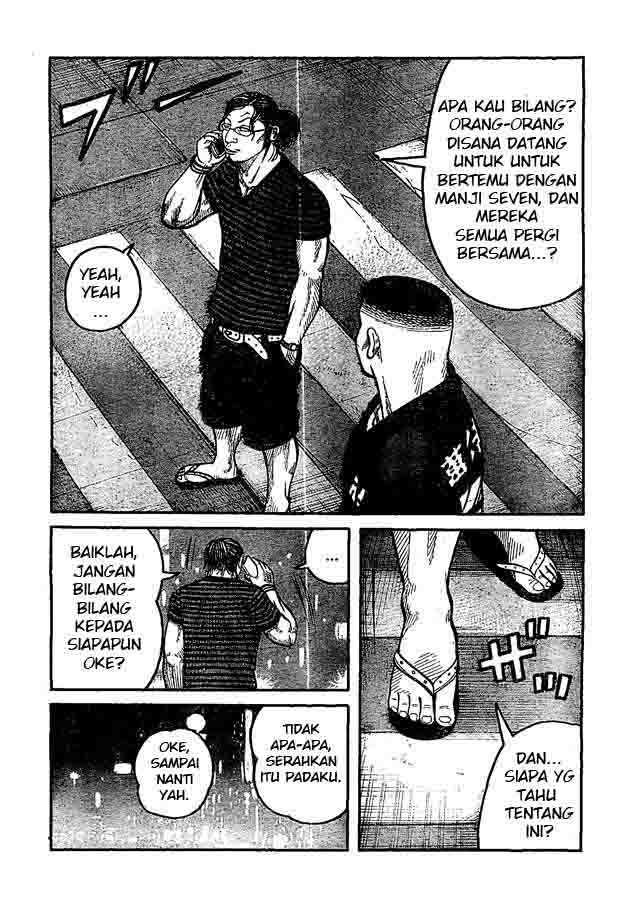 APA KAU BILANG?
ORANG-ORANG
DISANA DATANG
UNTUK UNTUK
BERTEMU DENGAN
MANJI SEVEN, DAN
MEREKA
SEMUA PERGI
BERSAMA...?
YEAH,
YEAH
...
DAN...
SIAPA YG
TAHU
TENTANG
INI?
...
BAIKLAH,
JANGAN
BILANG-
BILANG
KEPADA
SIAPAPUN
OKE?
TIDAK
APA-APA,
SERAHKAN
ITU PADAKU.
OKE,
SAMPAI
NANTI
YAH.